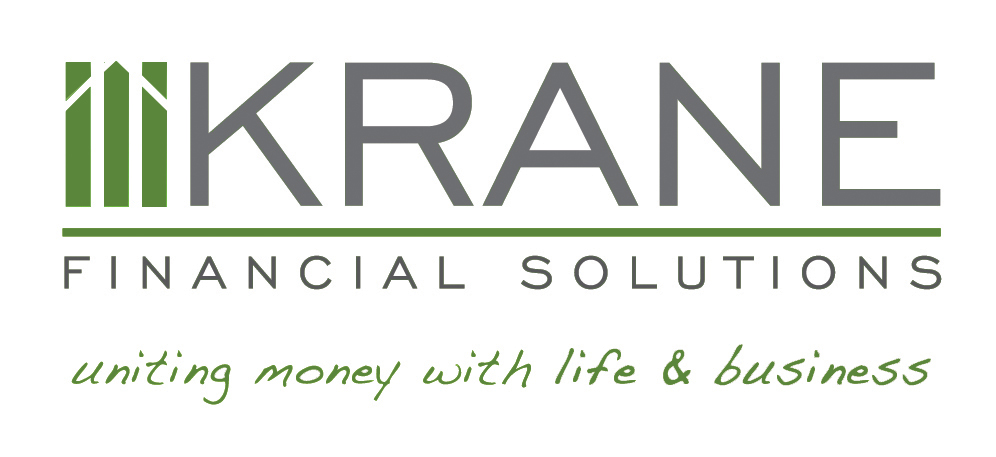 KRANE
FINANCIAL SOLUTIONS
uniting money with life & business